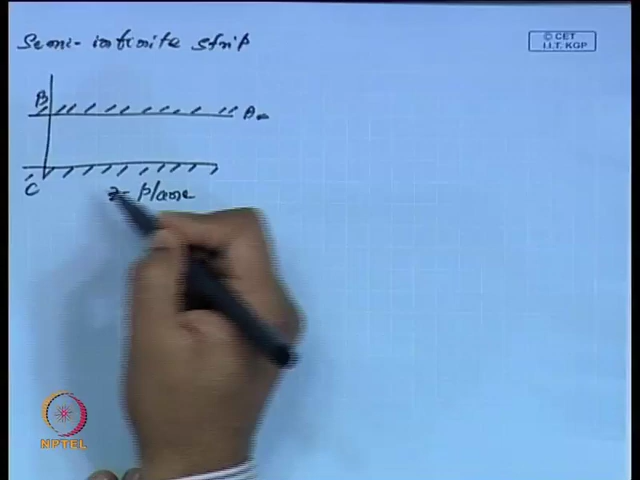 Semi-infinite strip
© CET
I.I.T. KGP
B
A∞
C
z- plane
NPTEL